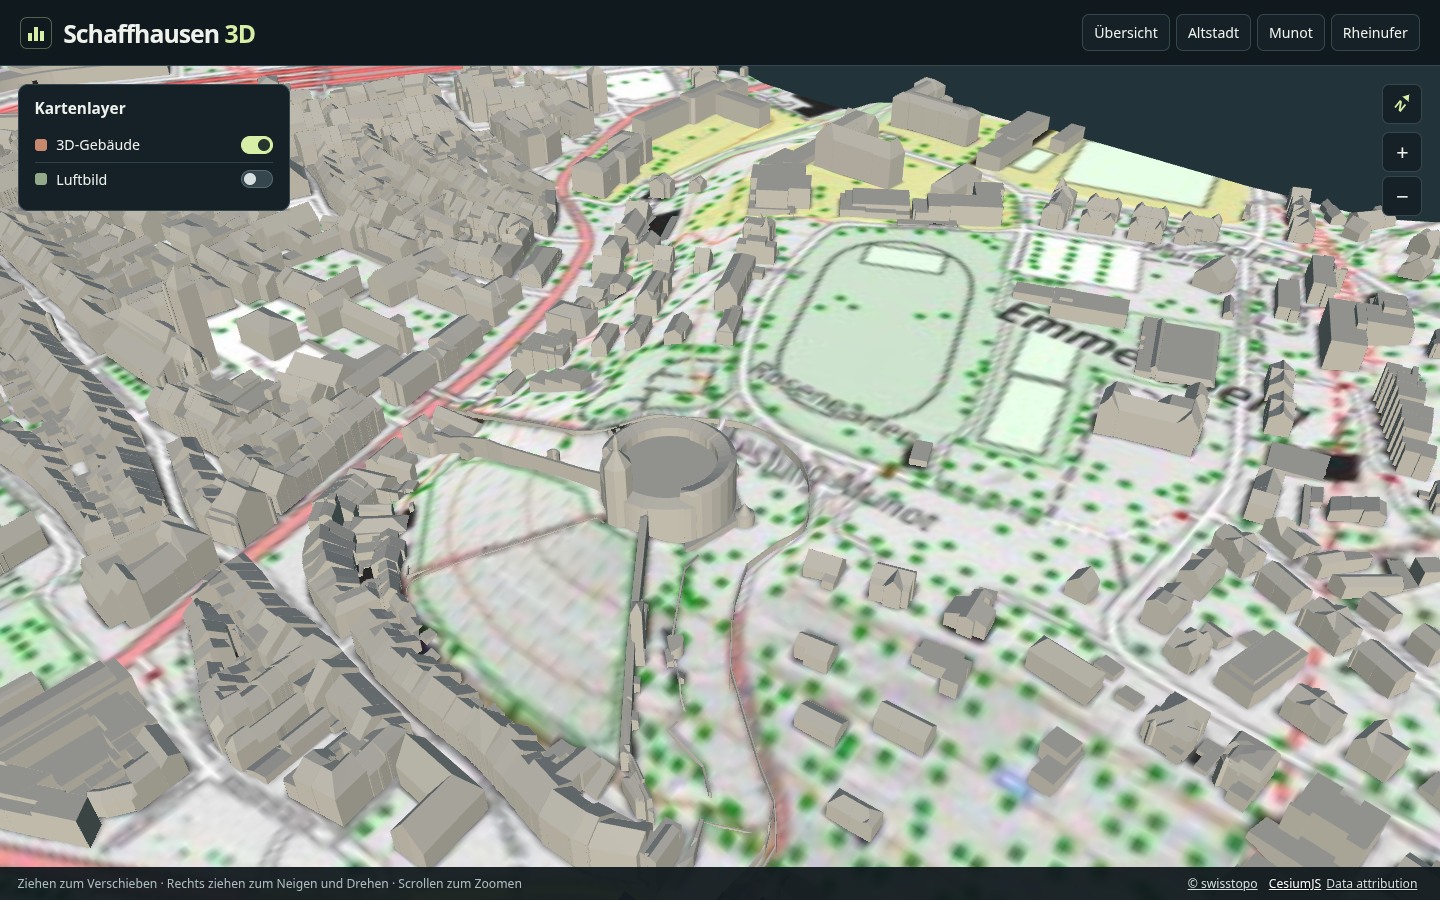 Schaffhausen 3D
Übersicht
Altstadt
Munot
Rheinufer
Kartenlayer
3D-Gebäude
Luftbild
N
+
−
Emme
Rosengarten
Munot
Ziehen zum Verschieben · Rechts ziehen zum Neigen und Drehen · Scrollen zum Zoomen
© swisstopo CesiumJS Data attribution